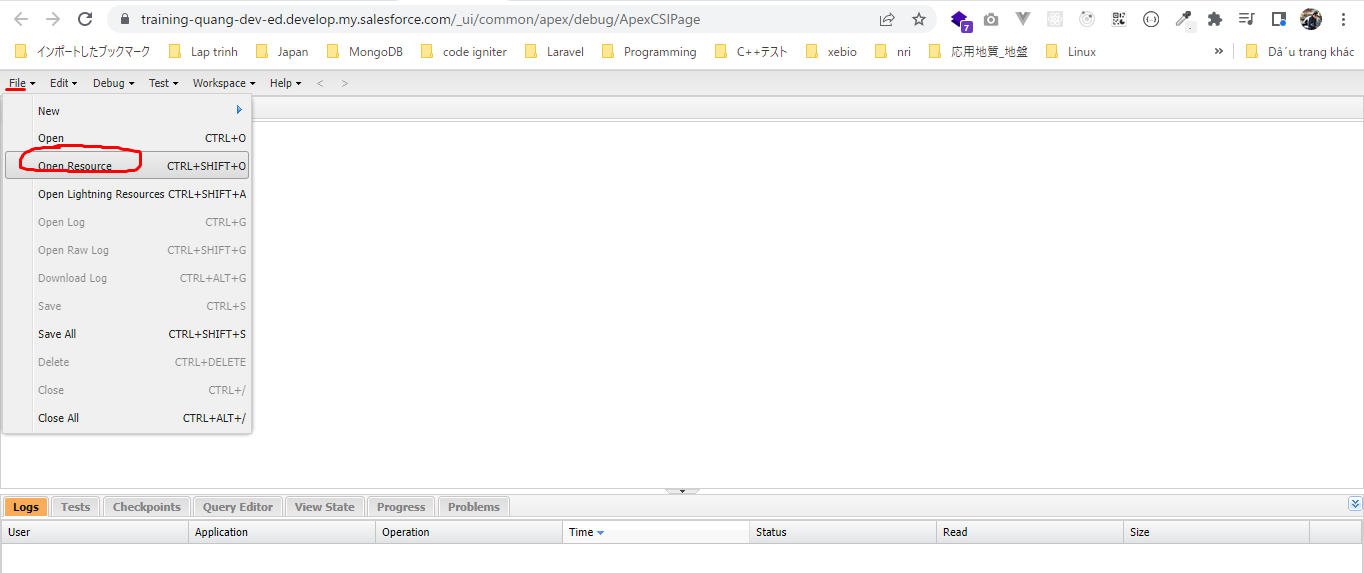 training-quang-dev-ed.develop.my.salesforce.com/_ui/common/apex/debug/ApexCSIPage
7
インポートしたブックマーク Lap trinh Japan MongoDB code igniter Laravel Programming C++テスト xebio nri 応用地質_地盤 Linux » Dấu trang khác
File Edit Debug Test Workspace Help < >
New
Open CTRL+O
Open Resource CTRL+SHIFT+O
Open Lightning Resources CTRL+SHIFT+A
Open Log CTRL+G
Open Raw Log CTRL+SHIFT+G
Download Log CTRL+ALT+G
Save CTRL+S
Save All CTRL+SHIFT+S
Delete CTRL+DELETE
Close CTRL+/
Close All CTRL+ALT+/
Logs Tests Checkpoints Query Editor View State Progress Problems
User Application Operation Time Status Read Size